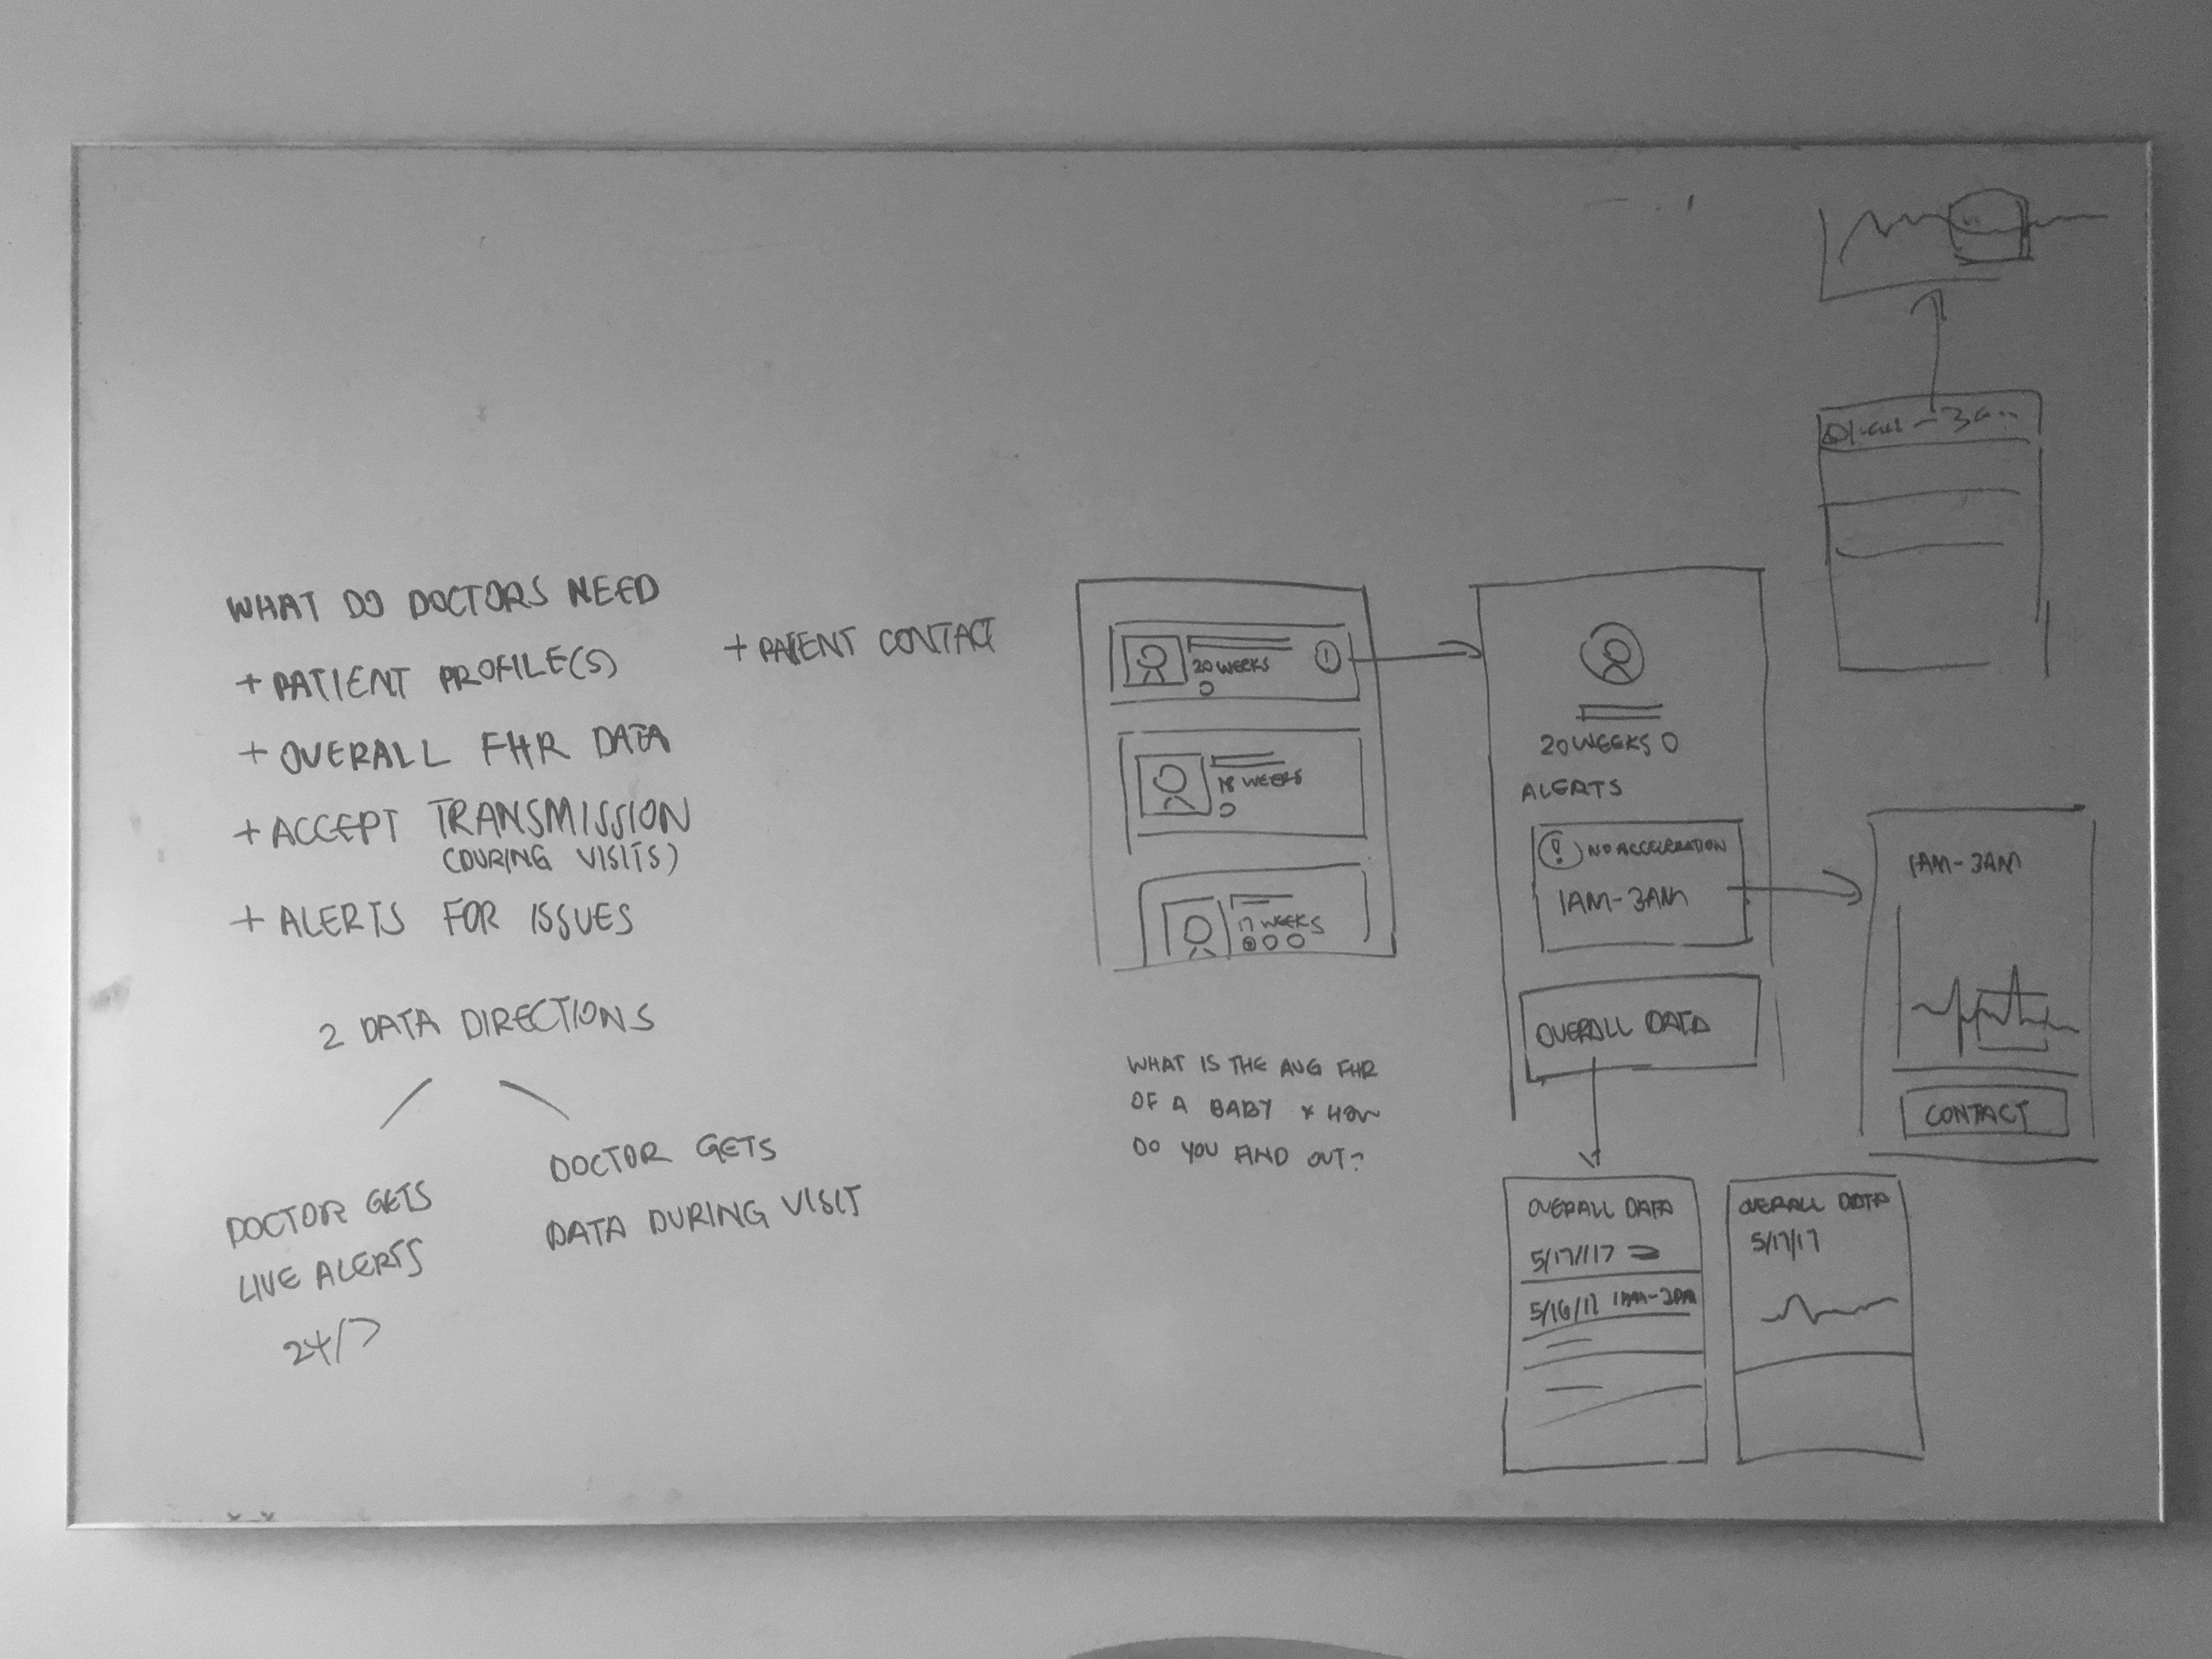 WHAT DO DOCTORS NEED
+ PATIENT PROFILE(S)
+ PATIENT CONTACT
+ OVERALL FHR DATA
+ ACCEPT TRANSMISSION
(DURING VISITS)
+ ALERTS FOR ISSUES
2 DATA DIRECTIONS
DOCTOR GETS
LIVE ALERTS
24/7
DOCTOR GETS
DATA DURING VISIT
20 WEEKS
!
18 WEEKS
17 WEEKS
WHAT IS THE AVG FHR
OF A BABY + HOW
DO YOU FIND OUT?
20 WEEKS
ALERTS
! NO ACCELERATION
1AM-3AM
OVERALL DATA
1AM-3AM
CONTACT
OVERALL DATA
5/17/17
5/16/17 1AM-
OVERALL DATA
5/17/17